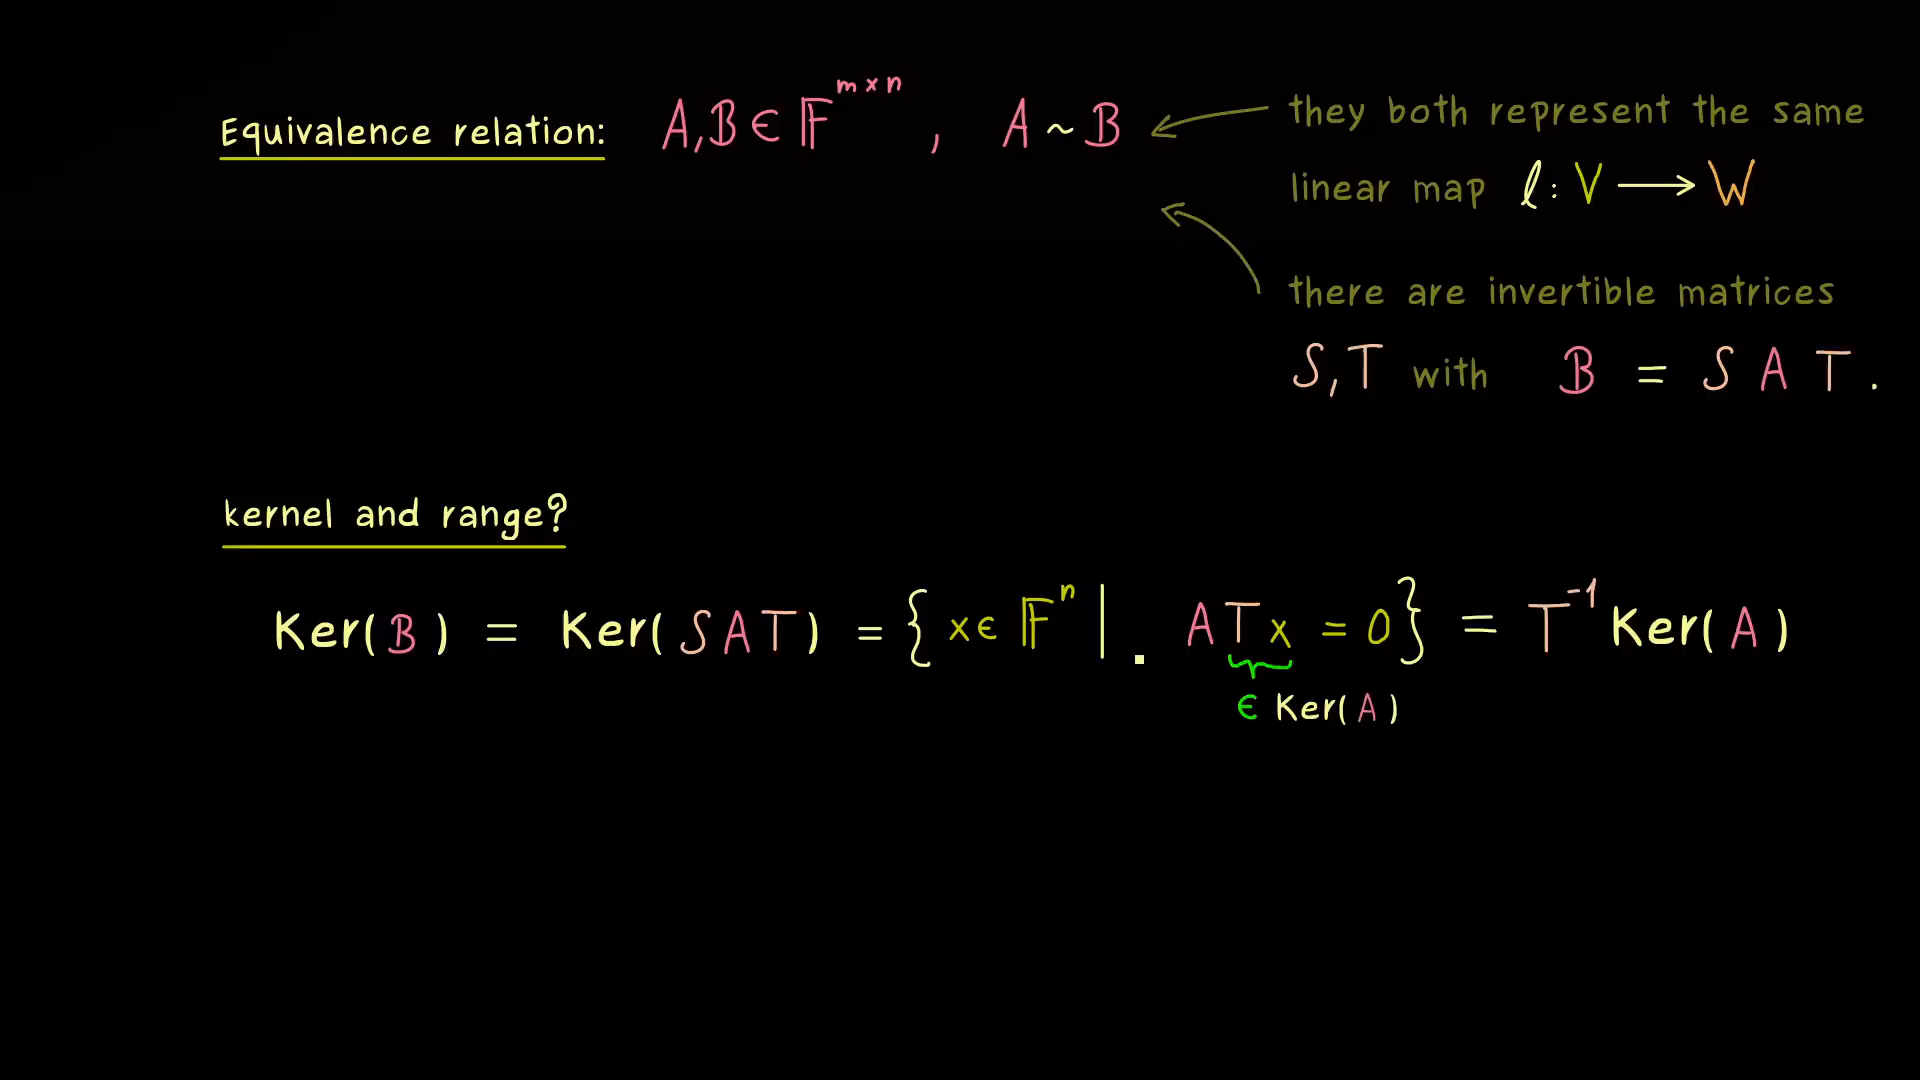 Equivalence relation: A, B ∈ 𝔽^{m×n} , A ~ B
they both represent the same
linear map ℓ: V ⟶ W
there are invertible matrices
S, T with B = S A T .
kernel and range?
Ker(B) = Ker(SAT) = { x ∈ 𝔽^n | . A T x = 0 } = T^{-1} Ker(A)
∈ Ker(A)